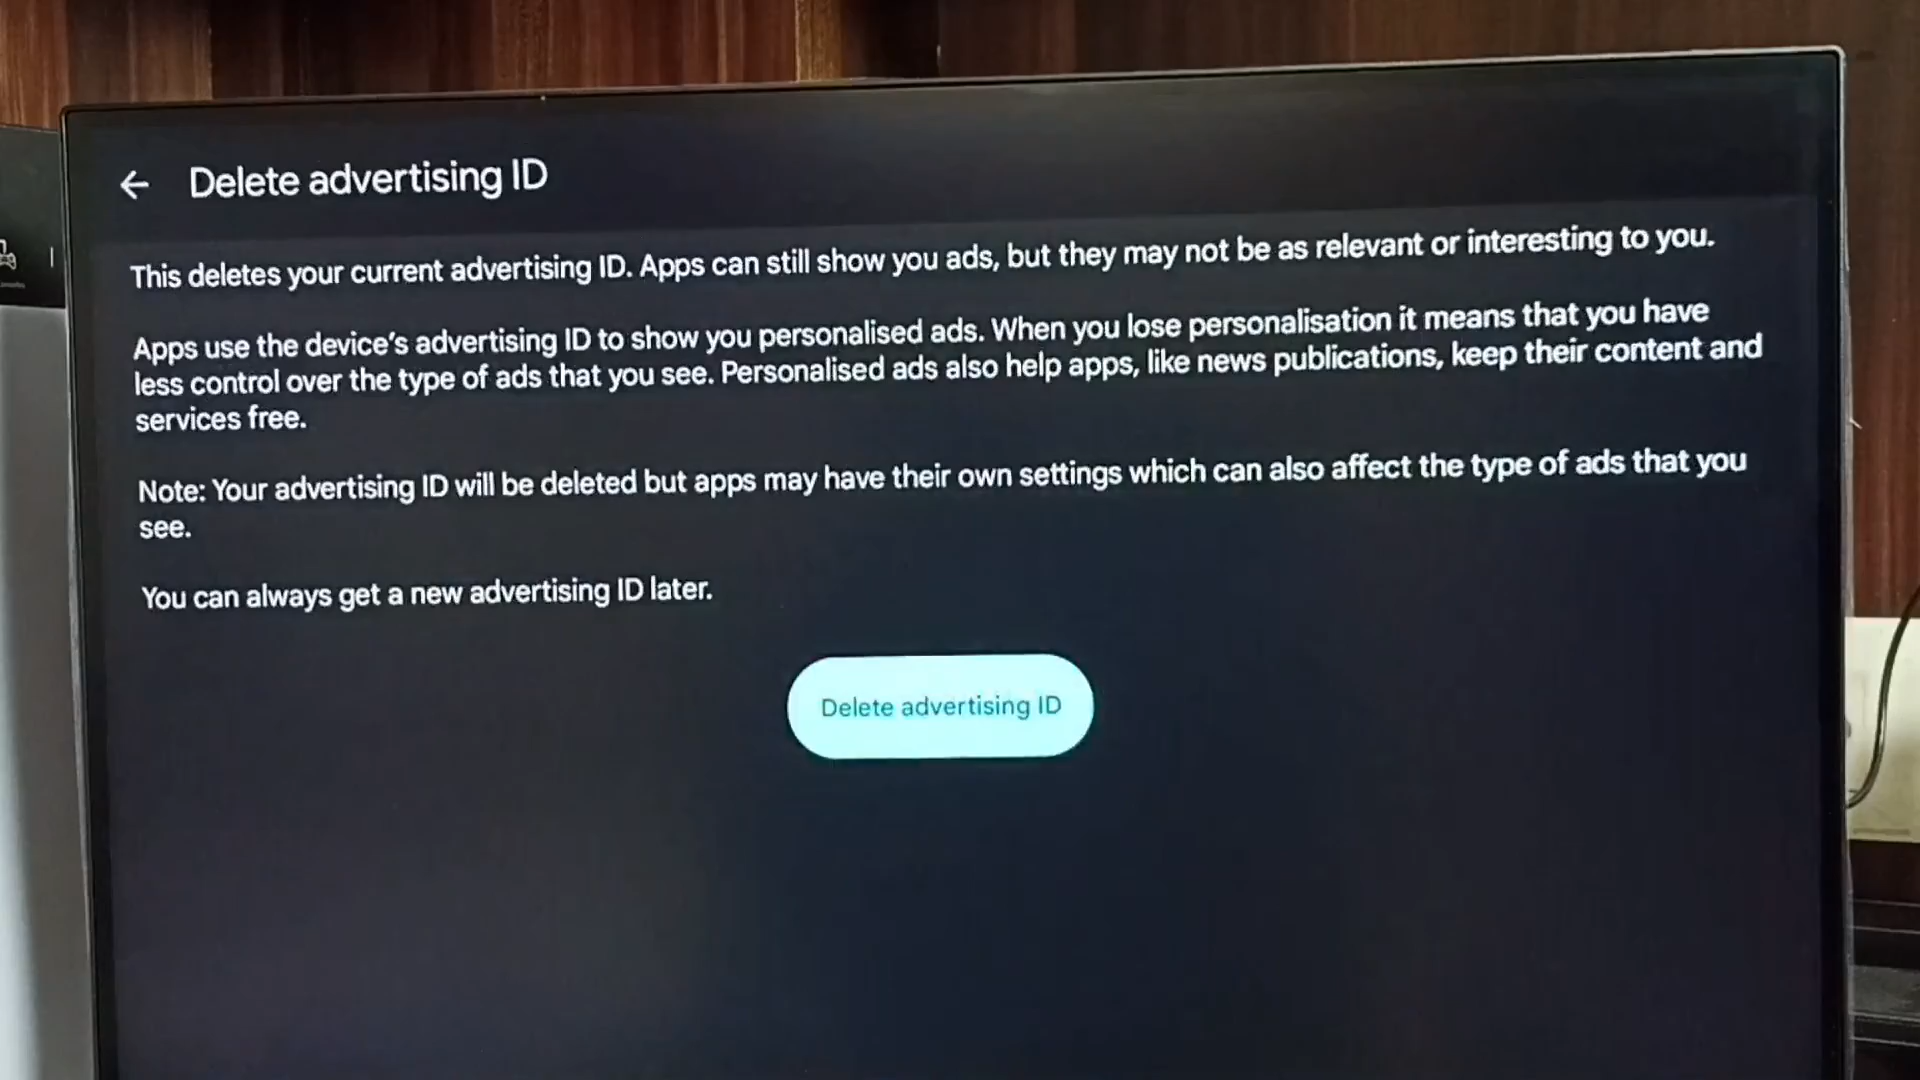 Delete advertising ID
This deletes your current advertising ID. Apps can still show you ads, but they may not be as relevant or interesting to you.
Apps use the device's advertising ID to show you personalised ads. When you lose personalisation it means that you have
less control over the type of ads that you see. Personalised ads also help apps, like news publications, keep their content and
services free.
Note: Your advertising ID will be deleted but apps may have their own settings which can also affect the type of ads that you
see.
You can always get a new advertising ID later.
Delete advertising ID